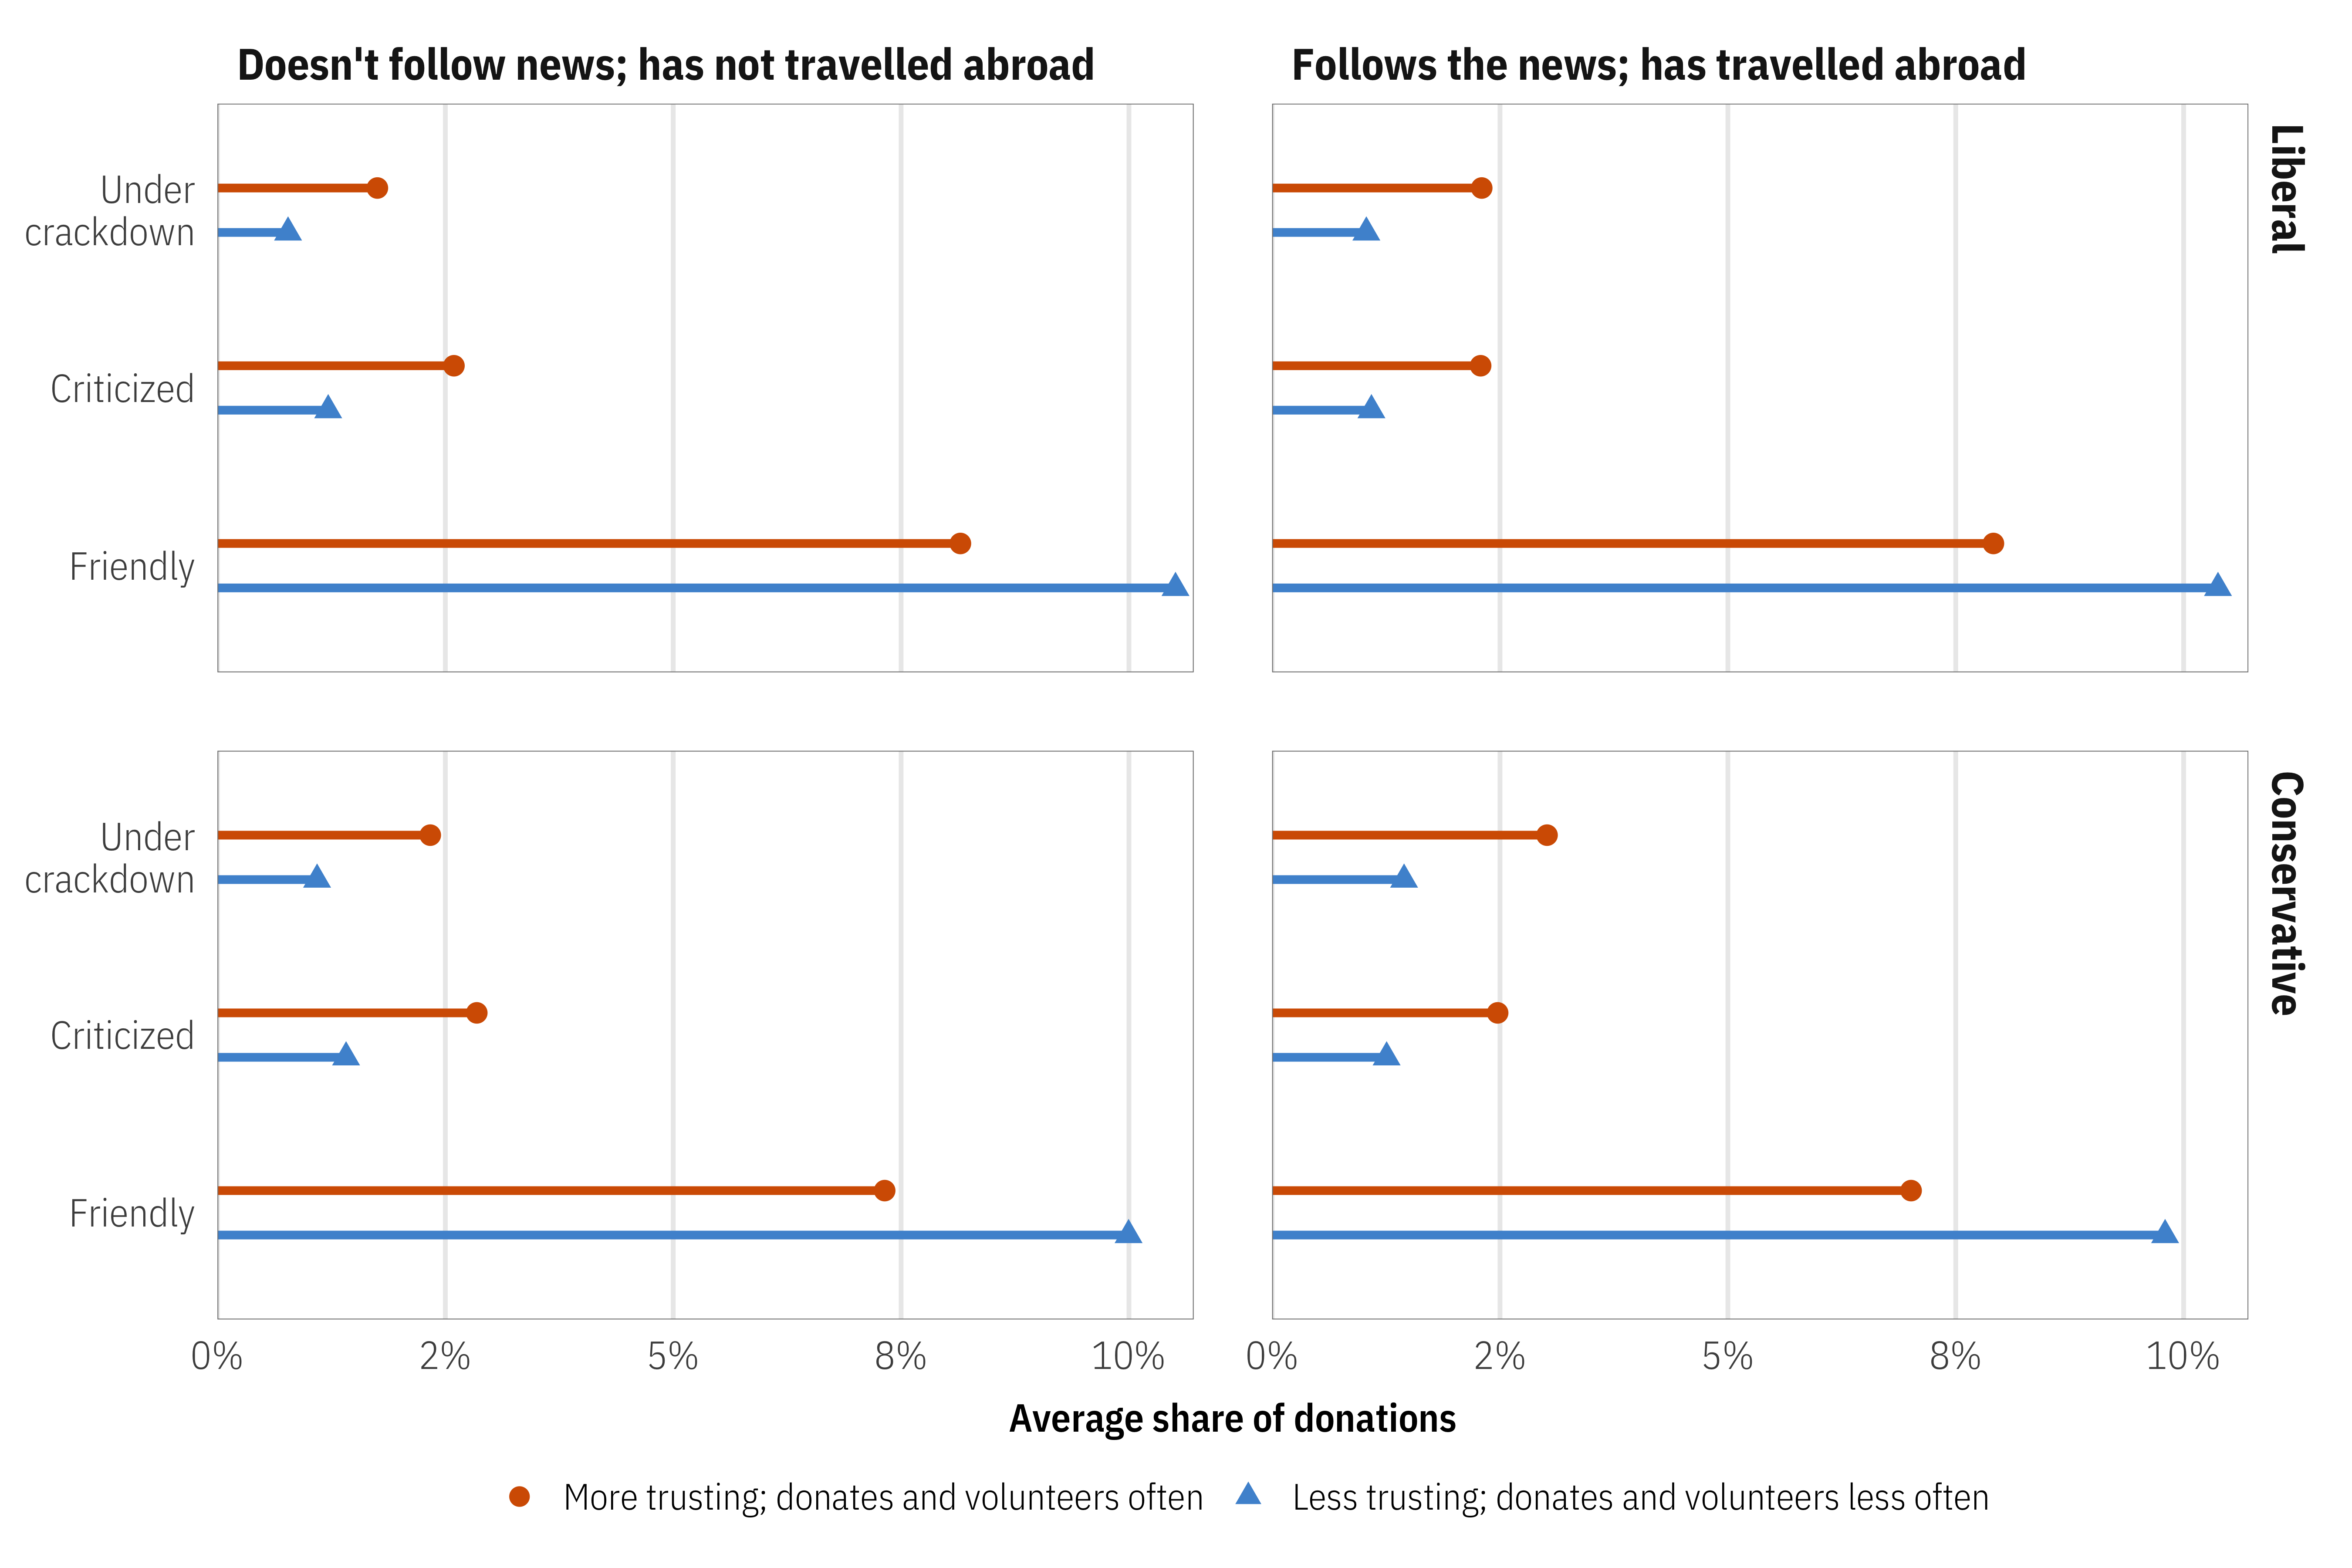 Doesn't follow news; has not travelled abroad
Follows the news; has travelled abroad
Liberal
Under
crackdown
Criticized
Friendly
Conservative
Under
crackdown
Criticized
Friendly
0%
2%
5%
8%
10%
0%
2%
5%
8%
10%
Average share of donations
More trusting; donates and volunteers often
Less trusting; donates and volunteers less often